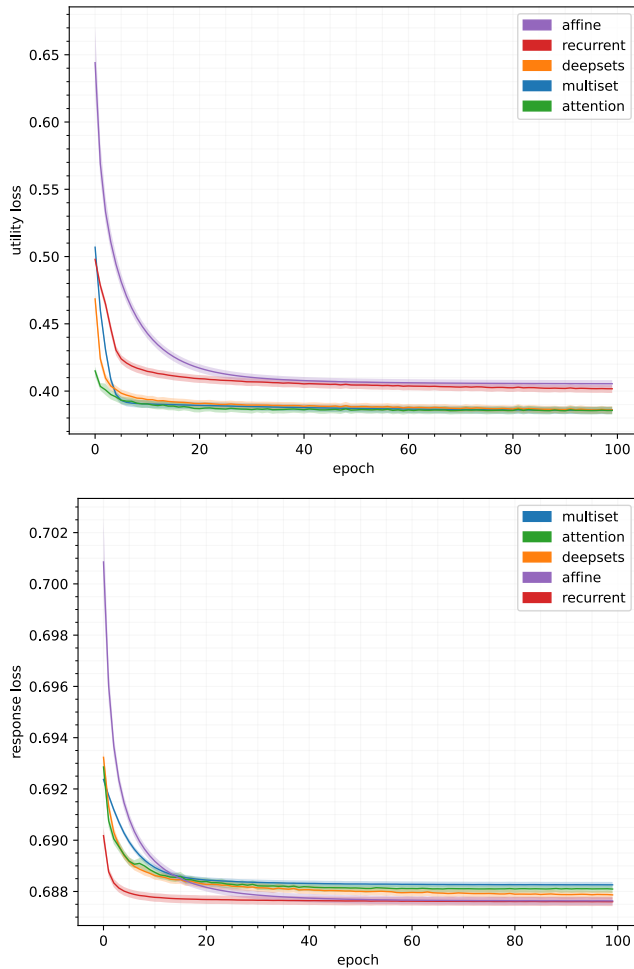 0.65
0.60
0.55
0.50
0.45
0.40
utility loss
0 20 40 60 80 100
epoch
affine
recurrent
deepsets
multiset
attention
0.702
0.700
0.698
0.696
0.694
0.692
0.690
0.688
response loss
0 20 40 60 80 100
epoch
multiset
attention
deepsets
affine
recurrent